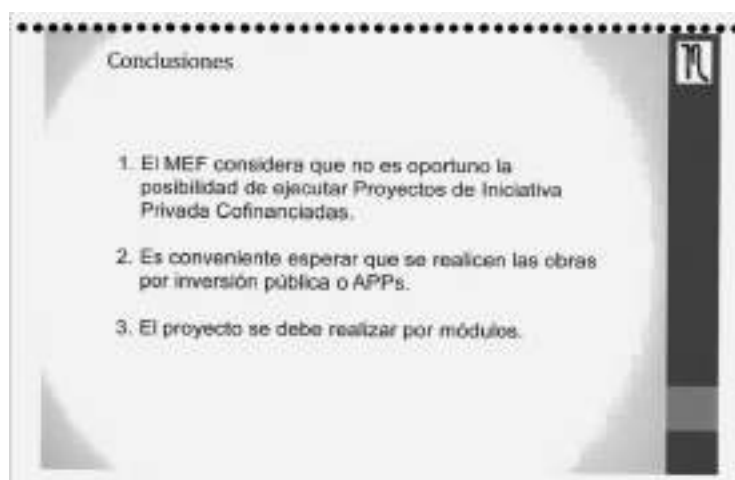 Conclusiones
1. El MEF considera que no es oportuno la
posibilidad de ejecutar Proyectos de Iniciativa
Privada Cofinanciadas.
2. Es conveniente esperar que se realicen las obras
por inversión pública o APPs.
3. El proyecto se debe realizar por módulos.